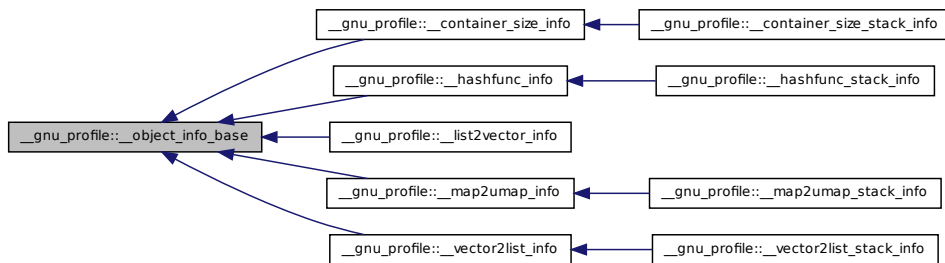 __gnu_profile::__container_size_info
__gnu_profile::__container_size_stack_info
__gnu_profile::__hashfunc_info
__gnu_profile::__hashfunc_stack_info
__gnu_profile::__object_info_base
__gnu_profile::__list2vector_info
__gnu_profile::__map2umap_info
__gnu_profile::__map2umap_stack_info
__gnu_profile::__vector2list_info
__gnu_profile::__vector2list_stack_info